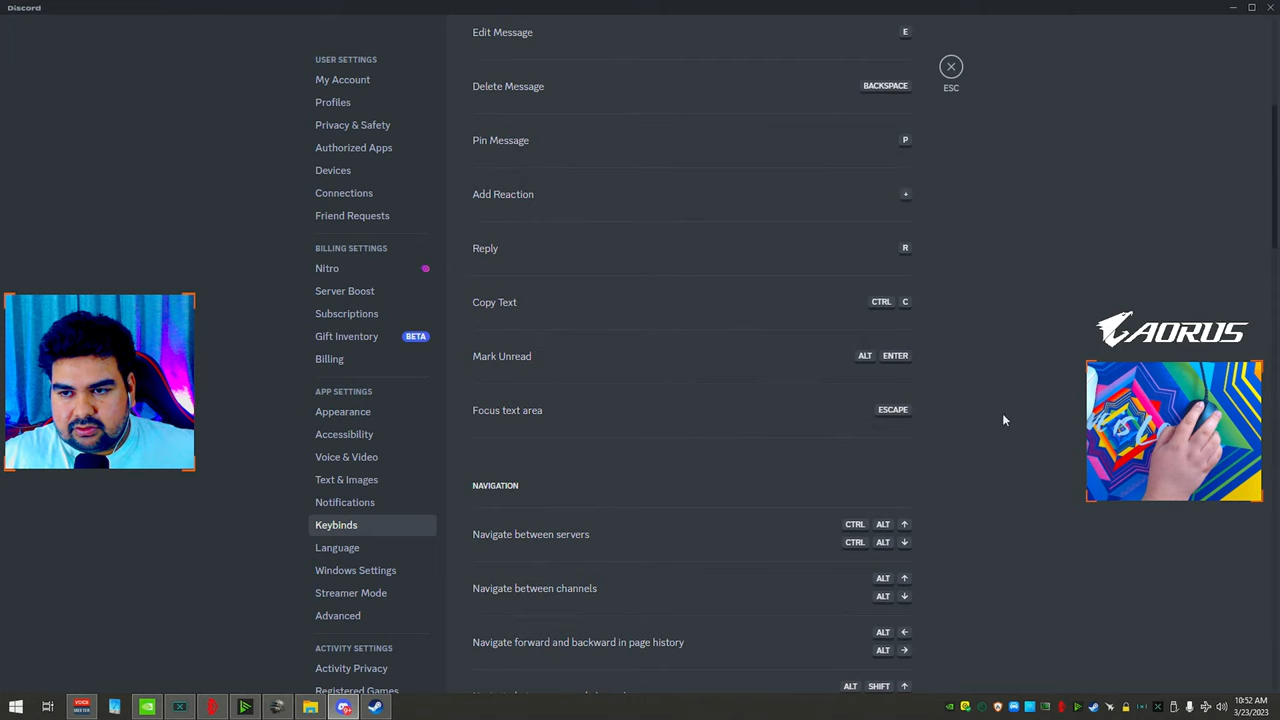 Discord
USER SETTINGS
My Account
Profiles
Privacy & Safety
Authorized Apps
Devices
Connections
Friend Requests
BILLING SETTINGS
Nitro
Server Boost
Subscriptions
Gift Inventory BETA
Billing
APP SETTINGS
Appearance
Accessibility
Voice & Video
Text & Images
Notifications
Keybinds
Language
Windows Settings
Streamer Mode
Advanced
ACTIVITY SETTINGS
Activity Privacy
Registered Games
Edit Message E
Delete Message BACKSPACE
Pin Message P
Add Reaction +
Reply R
Copy Text CTRL C
Mark Unread ALT ENTER
Focus text area ESCAPE
NAVIGATION
Navigate between servers CTRL ALT ↑
CTRL ALT ↓
Navigate between channels ALT ↑
ALT ↓
Navigate forward and backward in page history ALT ←
ALT →
ALT SHIFT ↑
ESC
AORUS
VOICE
MEETER
10:52 AM
3/23/2023